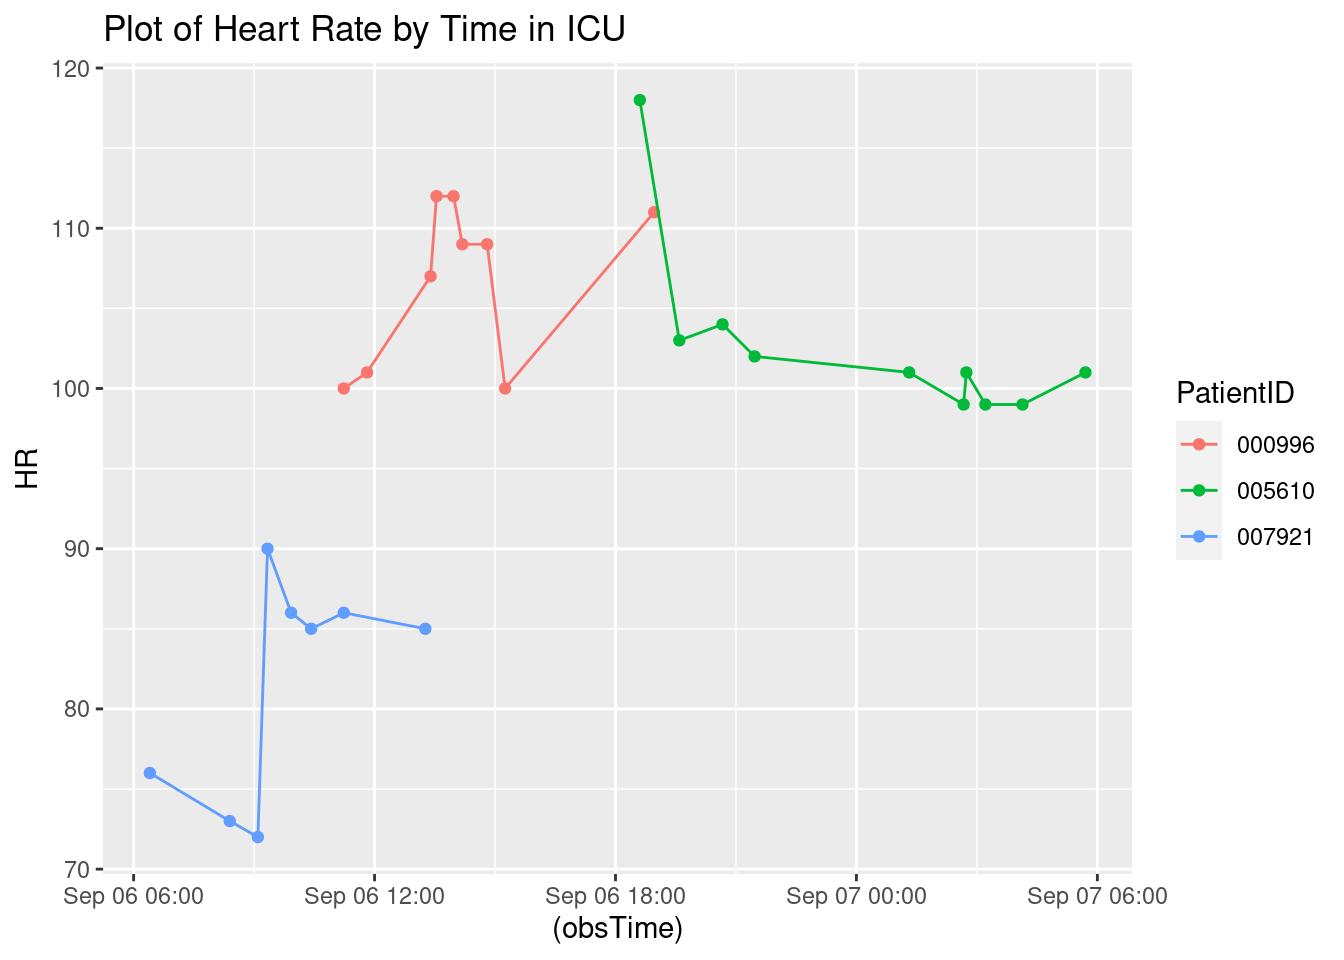 Plot of Heart Rate by Time in ICU
120
110
100
90
80
70
HR
Sep 06 06:00 Sep 06 12:00 Sep 06 18:00 Sep 07 00:00 Sep 07 06:00
(obsTime)
PatientID
000996
005610
007921